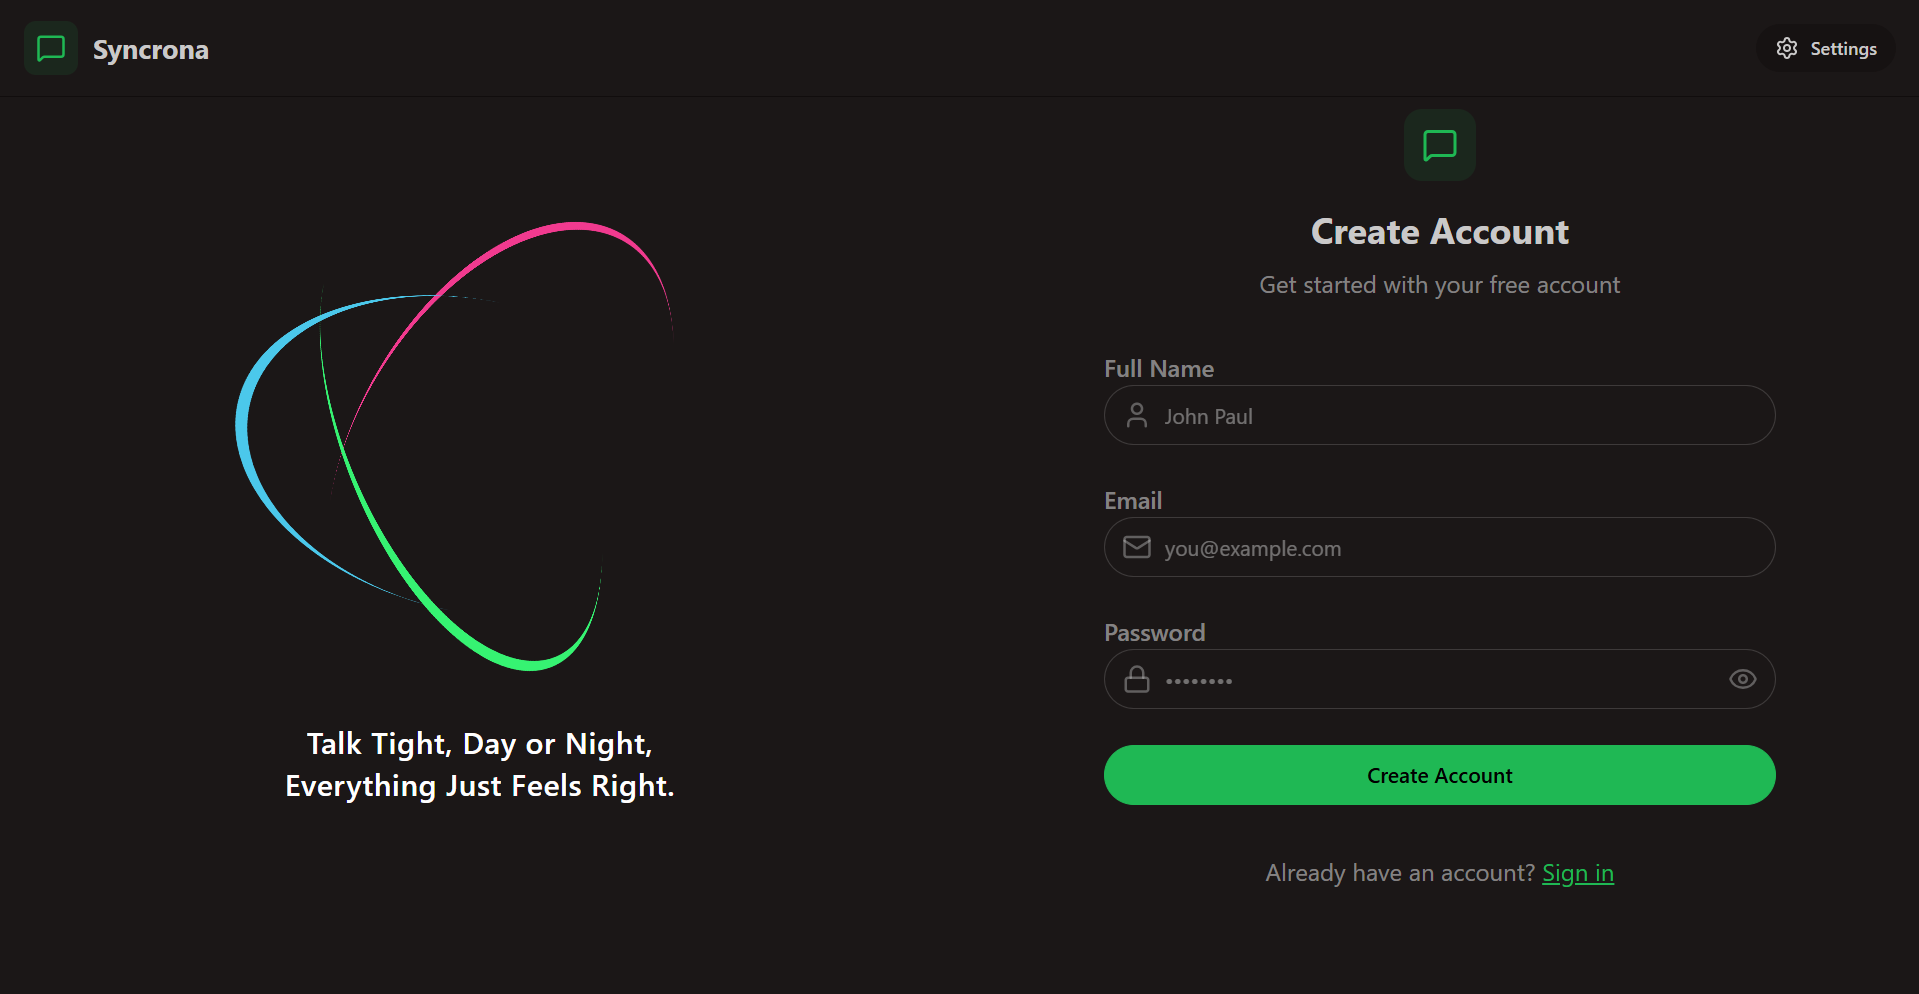 Syncrona
Settings
Talk Tight, Day or Night,
Everything Just Feels Right.
Create Account
Get started with your free account
Full Name
John Paul
Email
you@example.com
Password
••••••••
Create Account
Already have an account? Sign in